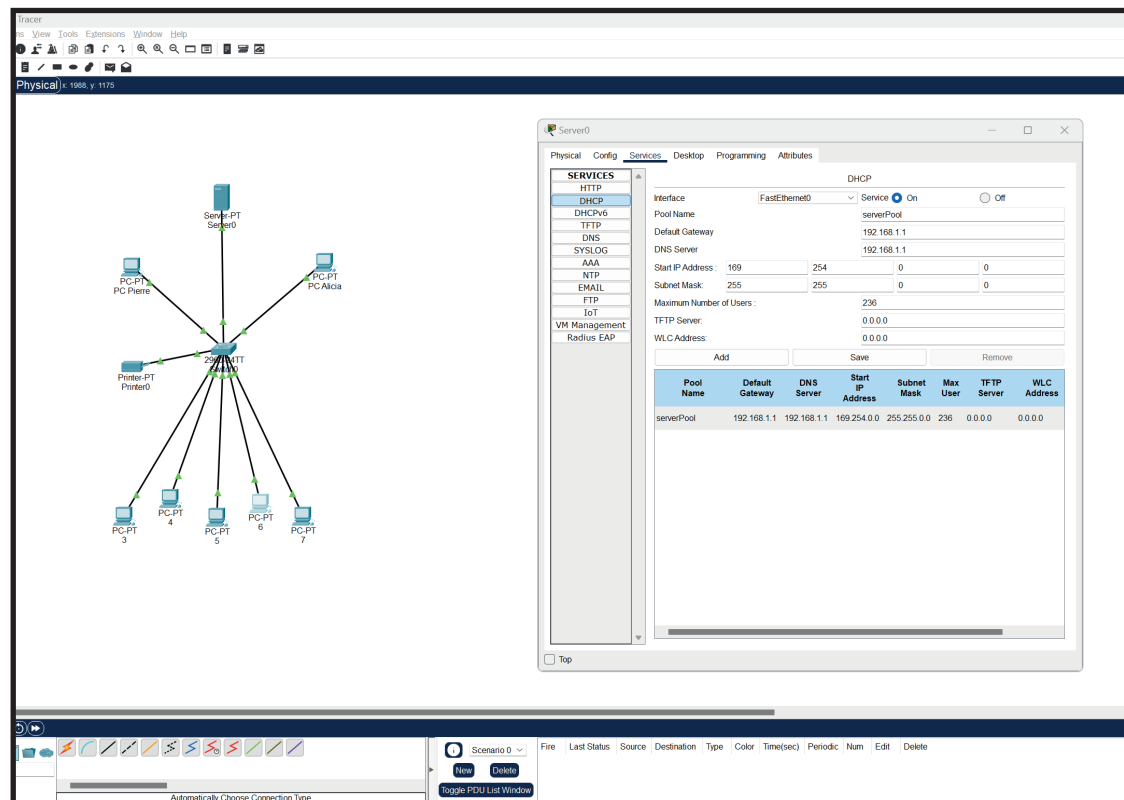 Tracer
ns View Tools Extensions Window Help
Physical x: 1988, y: 1175
Server-PT
Server0
PC-PT
PC Pierre
PC-PT
PC Alicia
Switch0
Printer-PT
Printer0
PC-PT
3
PC-PT
4
PC-PT
5
PC-PT
6
PC-PT
7
Server0
Physical Config Services Desktop Programming Attributes
SERVICES
HTTP
DHCP
DHCPv6
TFTP
DNS
SYSLOG
AAA
NTP
EMAIL
FTP
IoT
VM Management
Radius EAP
DHCP
Interface FastEthernet0 Service On Off
Pool Name serverPool
Default Gateway 192.168.1.1
DNS Server 192.168.1.1
Start IP Address : 169 254 0 0
Subnet Mask: 255 255 0 0
Maximum Number of Users : 236
TFTP Server: 0.0.0.0
WLC Address: 0.0.0.0
Add Save Remove
Pool Name Default Gateway DNS Server Start IP Address Subnet Mask Max User TFTP Server WLC Address
serverPool 192.168.1.1 192.168.1.1 169.254.0.0 255.255.0.0 236 0.0.0.0 0.0.0.0
Top
Scenario 0
New Delete
Toggle PDU List Window
Fire Last Status Source Destination Type Color Time(sec) Periodic Num Edit Delete
Automatically Choose Connection Type